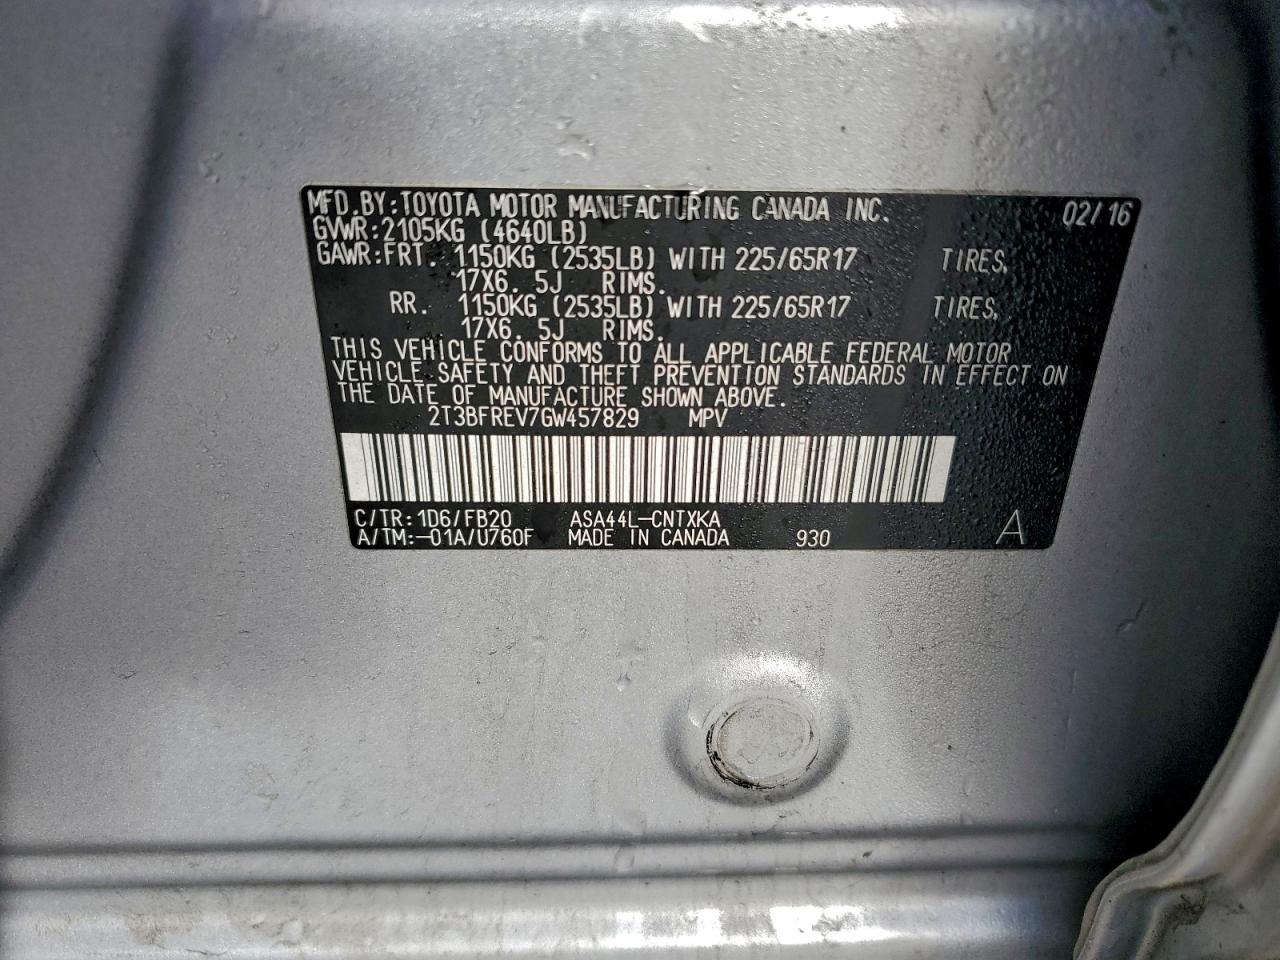 MFD. BY: TOYOTA MOTOR MANUFACTURING CANADA INC. 02/16
GVWR: 2105KG (4640LB)
GAWR: FRT. 1150KG (2535LB) WITH 225/65R17 TIRES,
17X6. 5J RIMS.
RR. 1150KG (2535LB) WITH 225/65R17 TIRES,
17X6. 5J RIMS.
THIS VEHICLE CONFORMS TO ALL APPLICABLE FEDERAL MOTOR
VEHICLE SAFETY AND THEFT PREVENTION STANDARDS IN EFFECT ON
THE DATE OF MANUFACTURE SHOWN ABOVE.
2T3BFREV7GW457829 MPV
C/TR: 1D6/FB20 ASA44L-CNTXKA
A/TM: -01A/U760F MADE IN CANADA 930 A